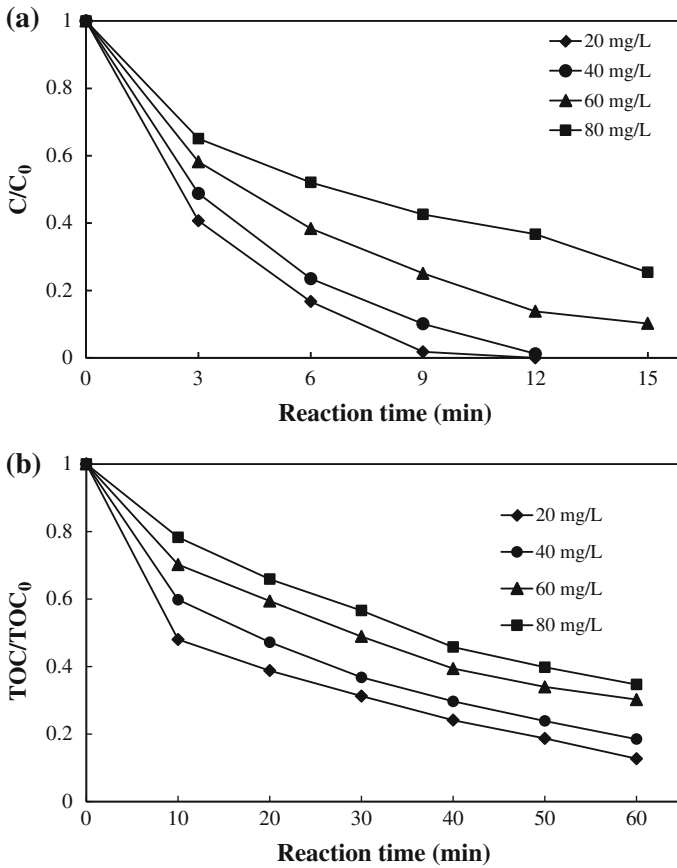 (a)
1
0.8
0.6
0.4
0.2
0
C/C0
20 mg/L
40 mg/L
60 mg/L
80 mg/L
0 3 6 9 12 15
Reaction time (min)
(b)
1
0.8
0.6
0.4
0.2
0
TOC/TOC0
20 mg/L
40 mg/L
60 mg/L
80 mg/L
0 10 20 30 40 50 60
Reaction time (min)